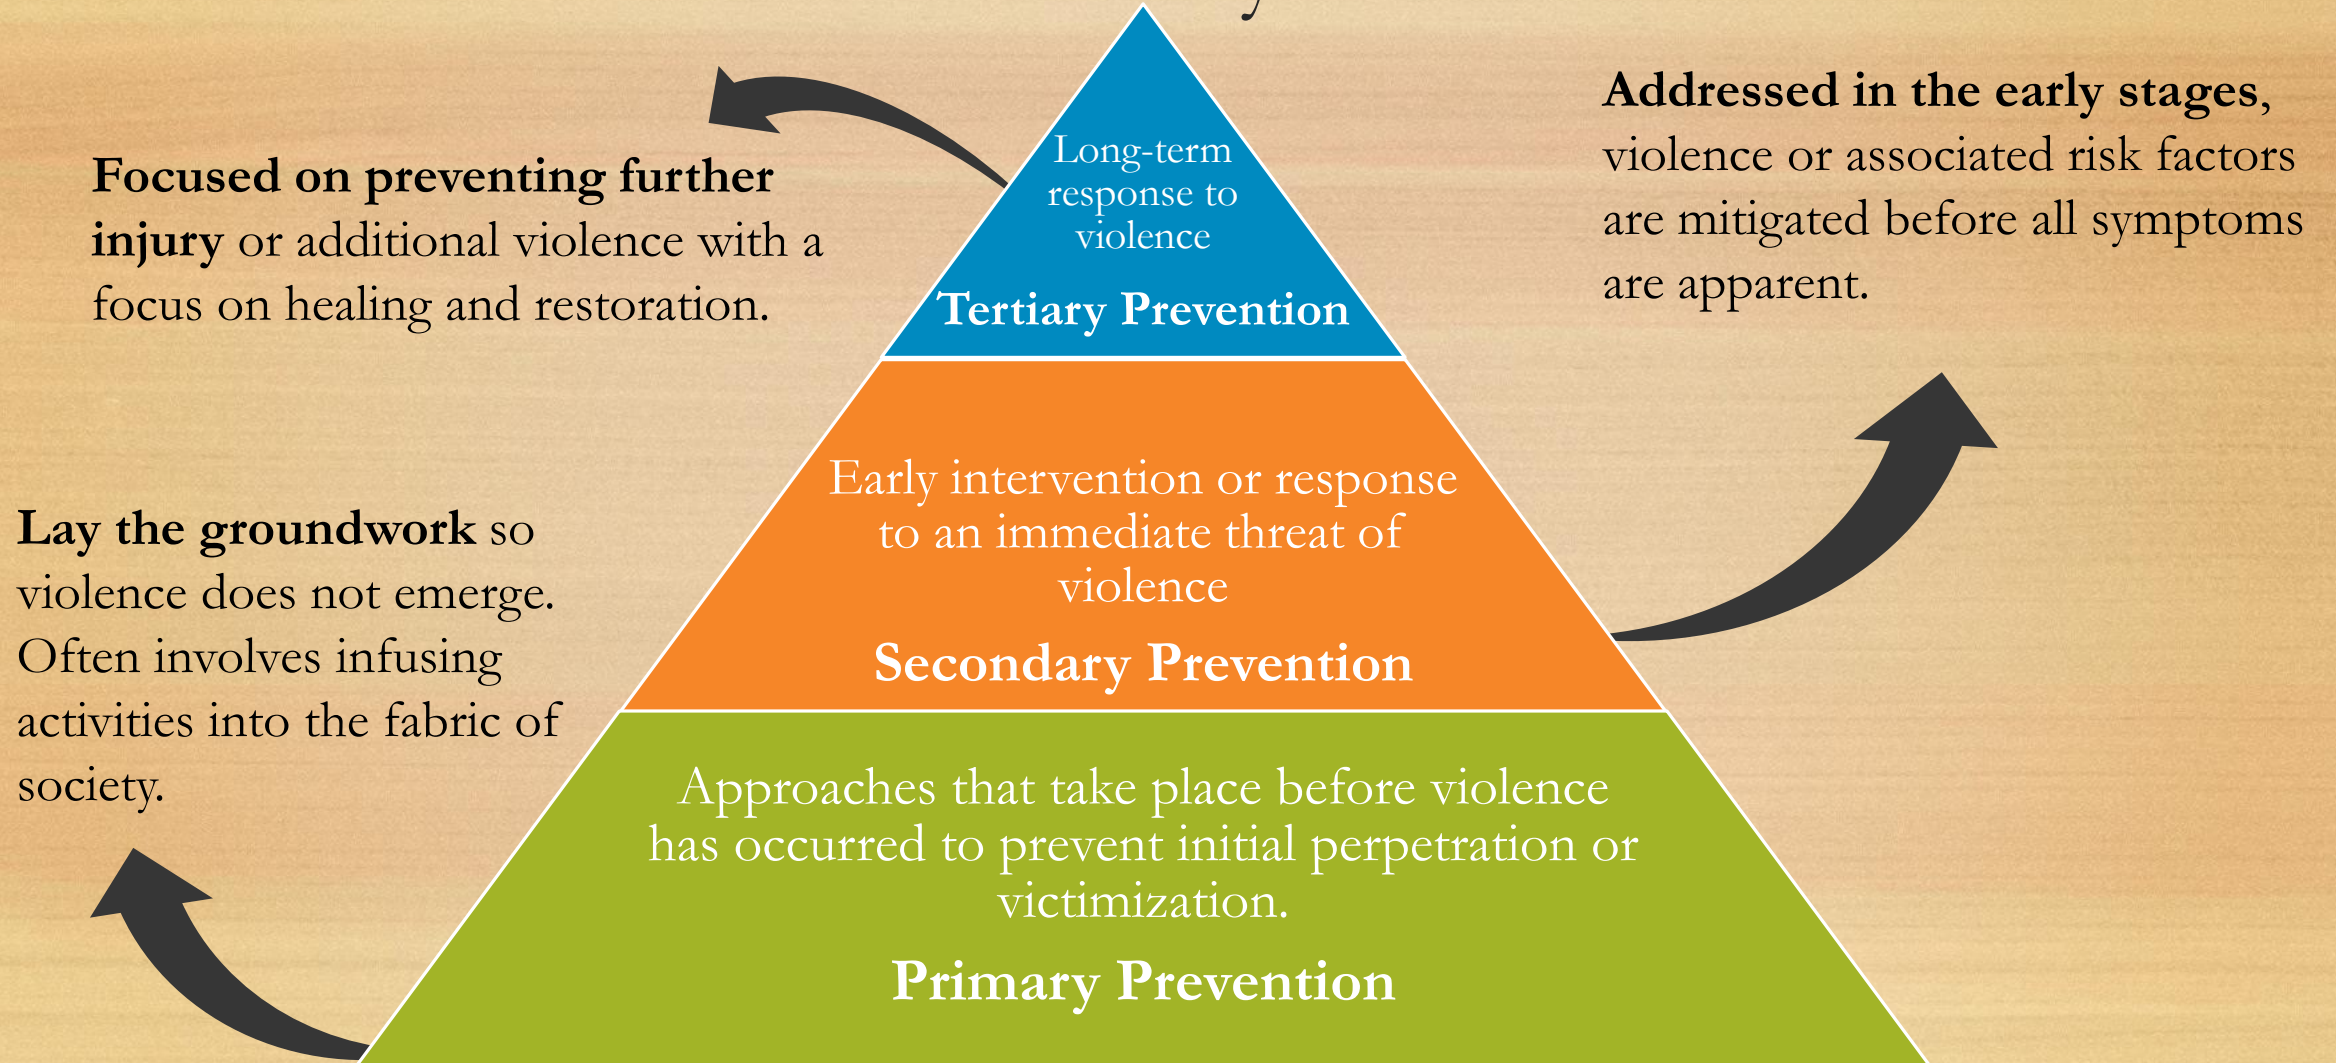 Focused on preventing further
injury or additional violence with a
focus on healing and restoration.
Long-term
response to
violence
Tertiary Prevention
Addressed in the early stages,
violence or associated risk factors
are mitigated before all symptoms
are apparent.
Lay the groundwork so
violence does not emerge.
Often involves infusing
activities into the fabric of
society.
Early intervention or response
to an immediate threat of
violence
Secondary Prevention
Approaches that take place before violence
has occurred to prevent initial perpetration or
victimization.
Primary Prevention